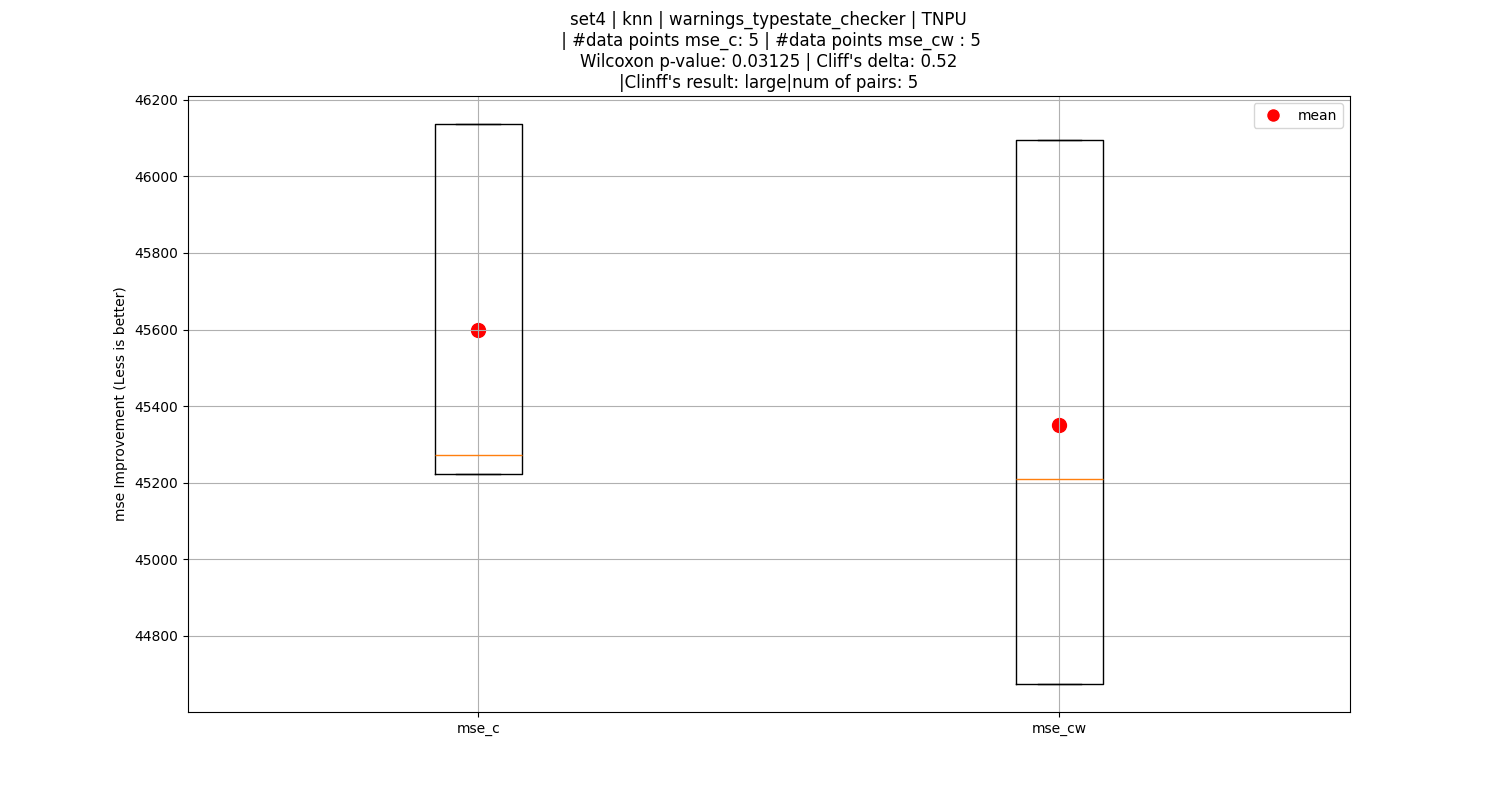 set4 | knn | warnings_typestate_checker | TNPU
| #data points mse_c: 5 | #data points mse_cw : 5
Wilcoxon p-value: 0.03125 | Cliff's delta: 0.52
|Clinff's result: large|num of pairs: 5
mean
46200
46000
45800
45600
45400
45200
45000
44800
mse Improvement (Less is better)
mse_c
mse_cw